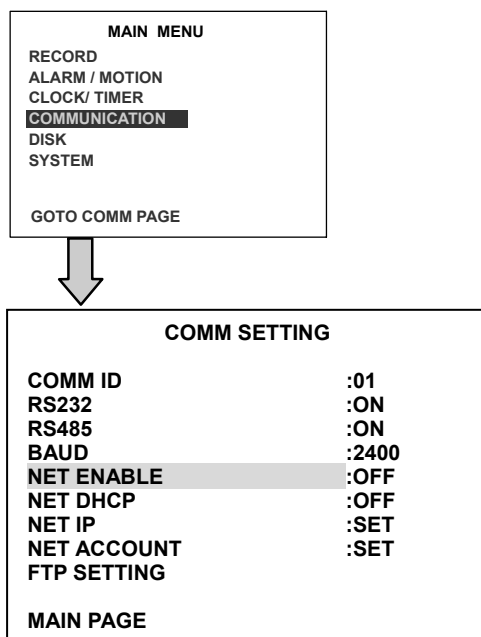 MAIN MENU
RECORD
ALARM / MOTION
CLOCK/ TIMER
COMMUNICATION
DISK
SYSTEM
GOTO COMM PAGE
COMM SETTING
COMM ID :01
RS232 :ON
RS485 :ON
BAUD :2400
NET ENABLE :OFF
NET DHCP :OFF
NET IP :SET
NET ACCOUNT :SET
FTP SETTING
MAIN PAGE